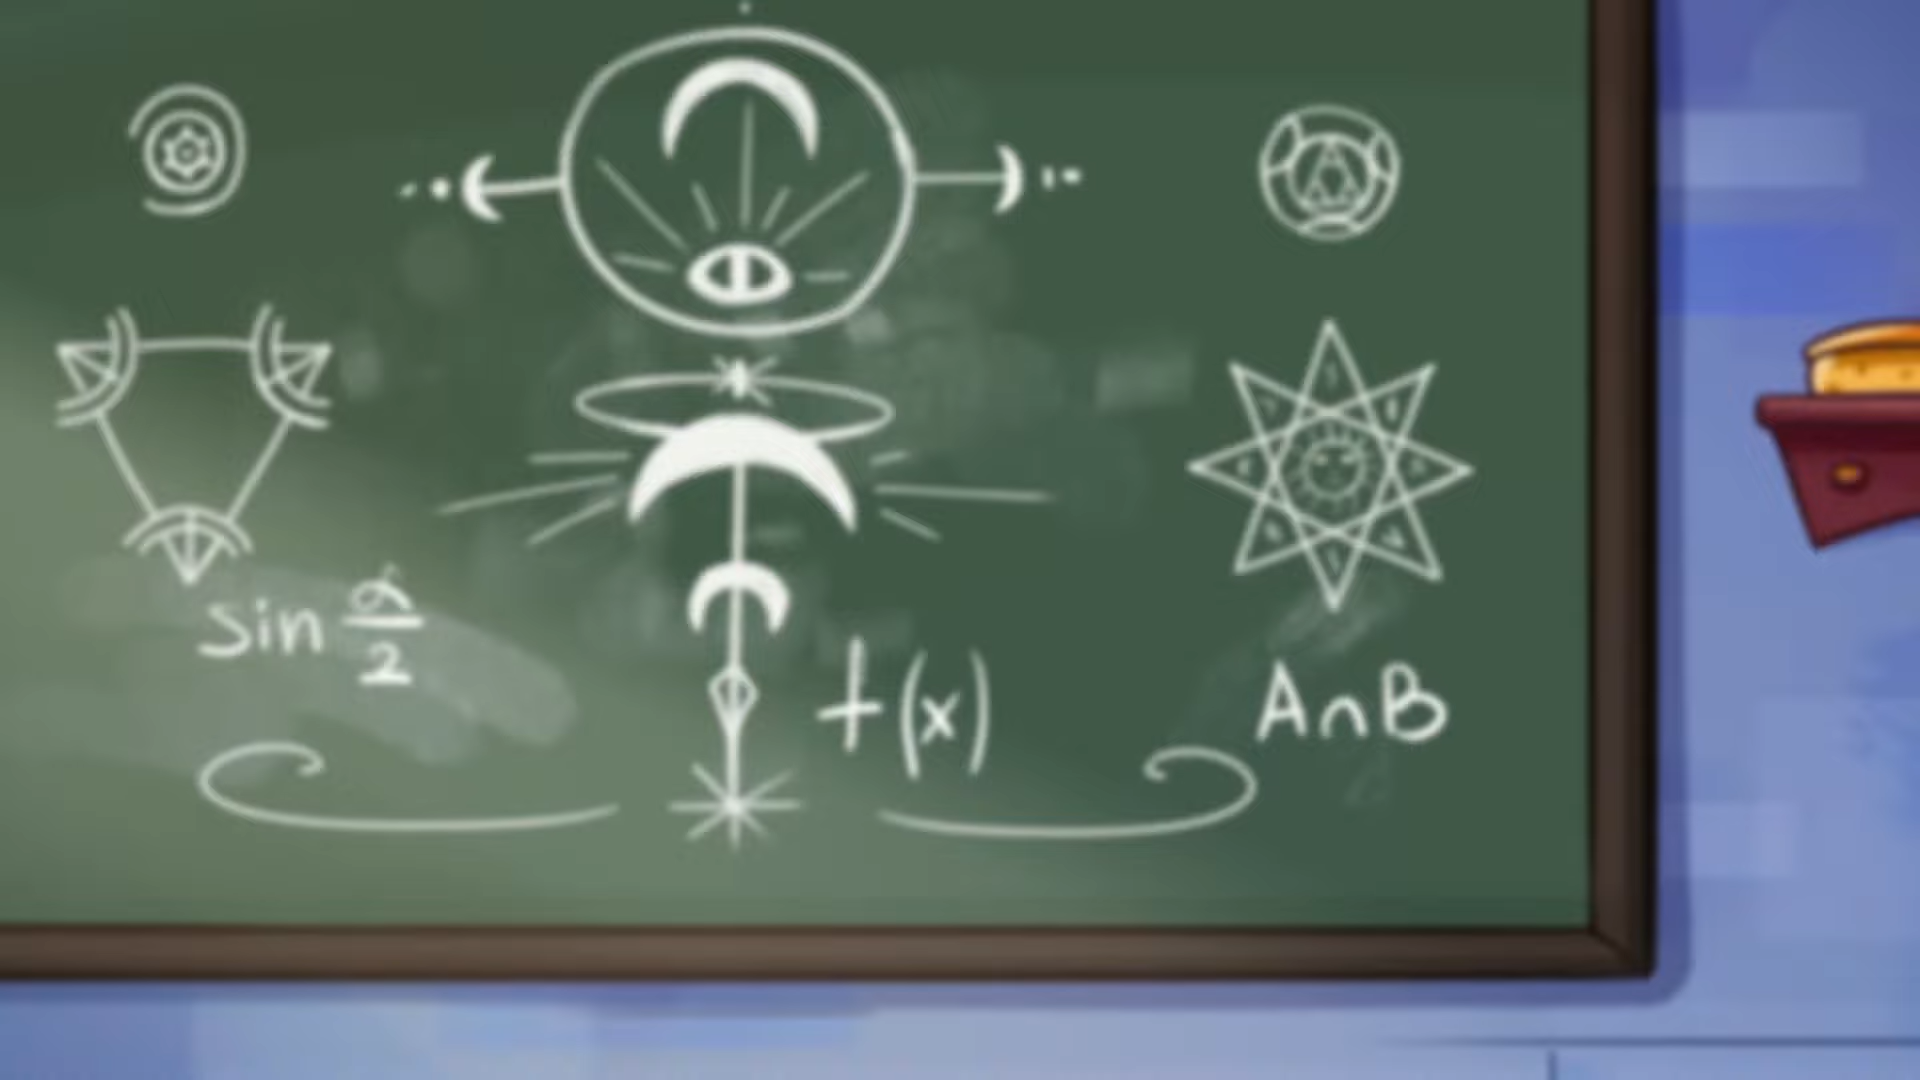 sin α/2
f(x)
A∩B